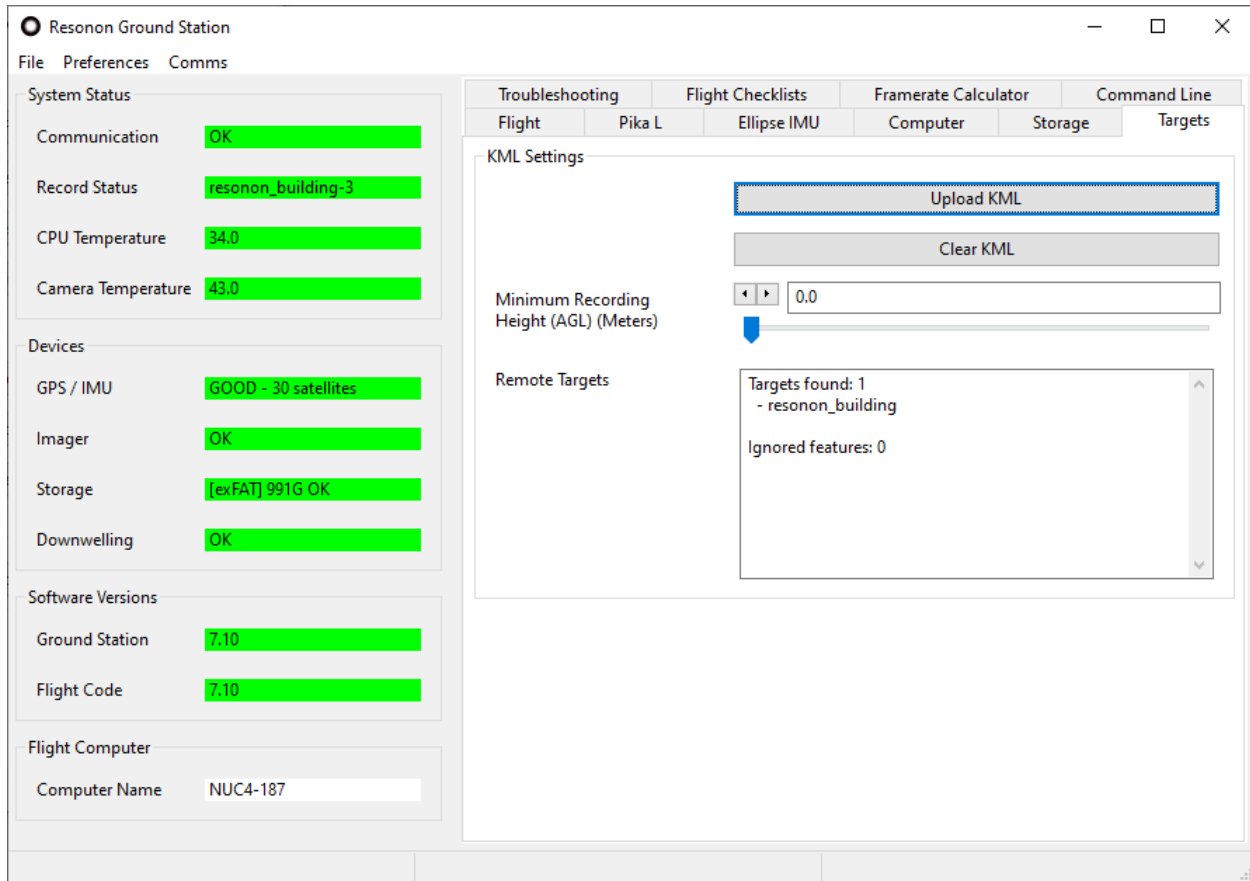 Resonon Ground Station
File Preferences Comms
System Status
Communication OK
Record Status resonon_building-3
CPU Temperature 34.0
Camera Temperature 43.0
Devices
GPS / IMU GOOD - 30 satellites
Imager OK
Storage [exFAT] 991G OK
Downwelling OK
Software Versions
Ground Station 7.10
Flight Code 7.10
Flight Computer
Computer Name NUC4-187
Troubleshooting Flight Checklists Framerate Calculator Command Line
Flight Pika L Ellipse IMU Computer Storage Targets
KML Settings
Upload KML
Clear KML
Minimum Recording
Height (AGL) (Meters)
0.0
Remote Targets
Targets found: 1
- resonon_building
Ignored features: 0